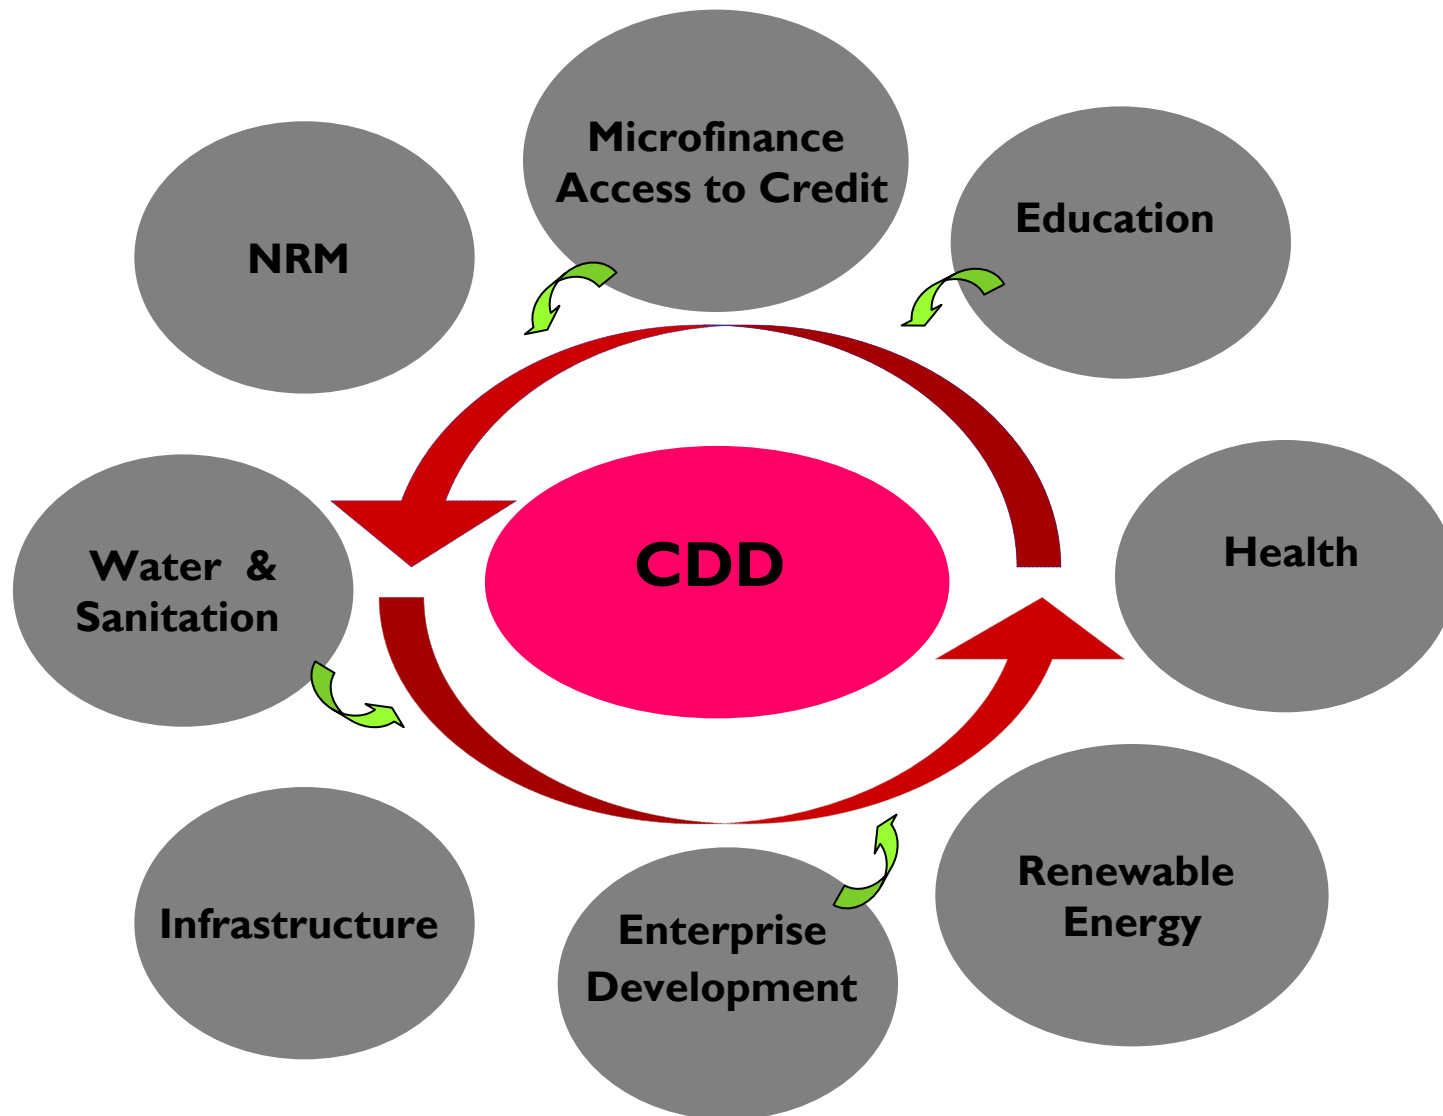 Microfinance
Access to Credit
Education
NRM
Health
CDD
Water & 
Sanitation
Renewable
Energy
Infrastructure
Enterprise
Development